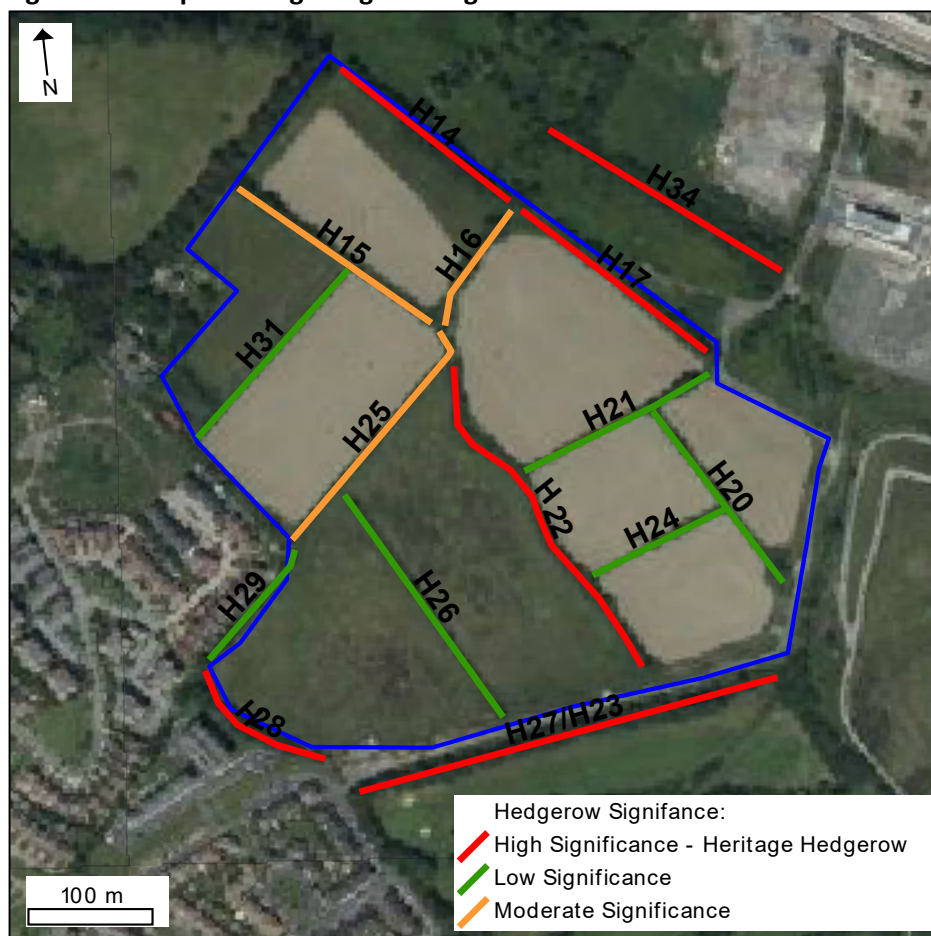 N
H14
H34
H15
H16
H17
H31
H21
H25
H20
H22
H24
H29
H26
H28
H27/H23
Hedgerow Signifance:
High Significance - Heritage Hedgerow
Low Significance
Moderate Significance
100 m